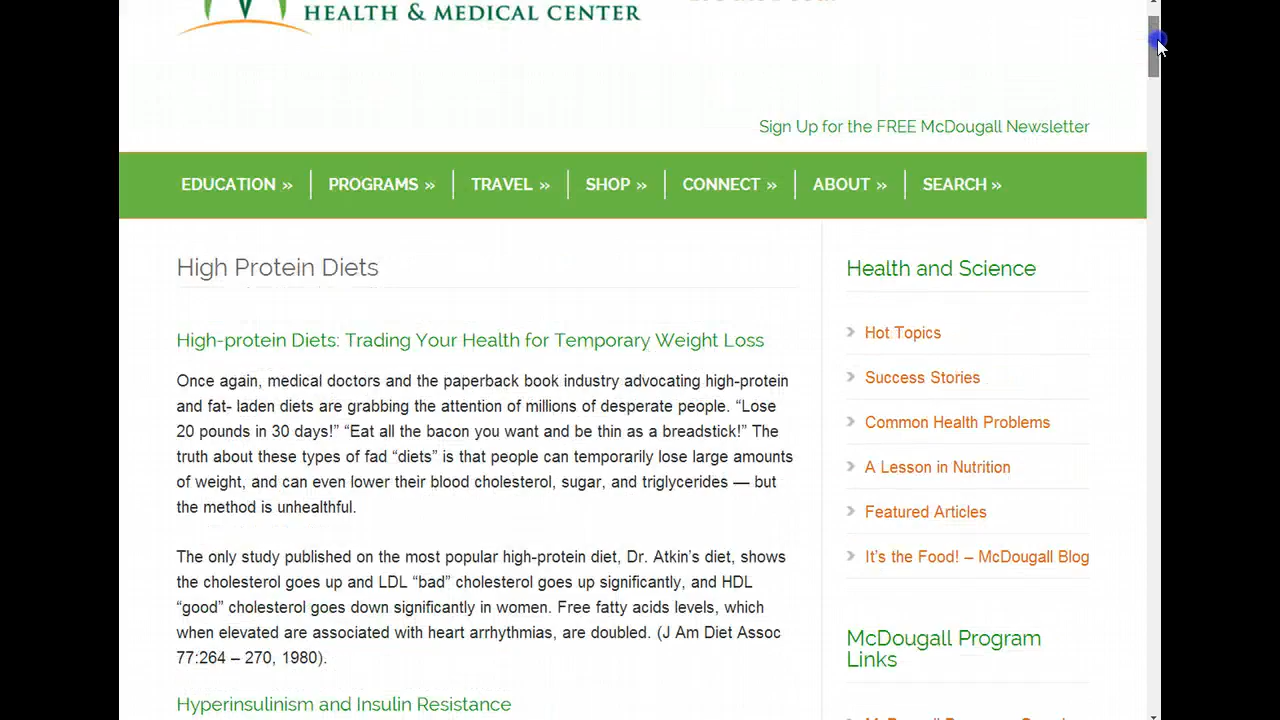 HEALTH & MEDICAL CENTER
Sign Up for the FREE McDougall Newsletter
EDUCATION » PROGRAMS » TRAVEL » SHOP » CONNECT » ABOUT » SEARCH »
High Protein Diets
High-protein Diets: Trading Your Health for Temporary Weight Loss
Once again, medical doctors and the paperback book industry advocating high-protein
and fat- laden diets are grabbing the attention of millions of desperate people. “Lose
20 pounds in 30 days!” “Eat all the bacon you want and be thin as a breadstick!” The
truth about these types of fad “diets” is that people can temporarily lose large amounts
of weight, and can even lower their blood cholesterol, sugar, and triglycerides — but
the method is unhealthful.
The only study published on the most popular high-protein diet, Dr. Atkin’s diet, shows
the cholesterol goes up and LDL “bad” cholesterol goes up significantly, and HDL
“good” cholesterol goes down significantly in women. Free fatty acids levels, which
when elevated are associated with heart arrhythmias, are doubled. (J Am Diet Assoc
77:264 – 270, 1980).
Hyperinsulinism and Insulin Resistance
Health and Science
Hot Topics
Success Stories
Common Health Problems
A Lesson in Nutrition
Featured Articles
It’s the Food! – McDougall Blog
McDougall Program
Links